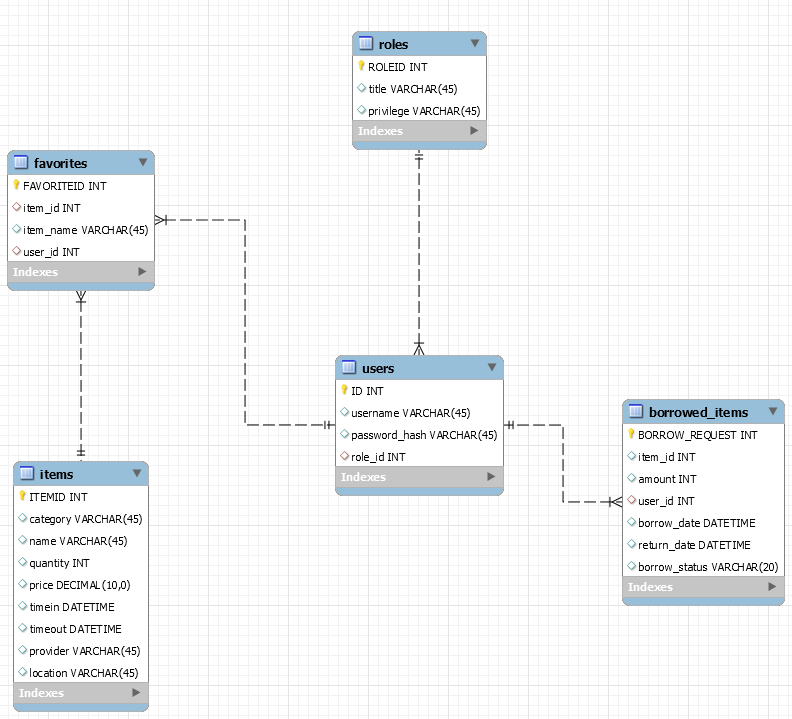 roles
ROLEID INT
title VARCHAR(45)
privilege VARCHAR(45)
Indexes
favorites
FAVORITEID INT
item_id INT
item_name VARCHAR(45)
user_id INT
Indexes
users
ID INT
username VARCHAR(45)
password_hash VARCHAR(45)
role_id INT
Indexes
borrowed_items
BORROW_REQUEST INT
item_id INT
amount INT
user_id INT
borrow_date DATETIME
return_date DATETIME
borrow_status VARCHAR(20)
Indexes
items
ITEMID INT
category VARCHAR(45)
name VARCHAR(45)
quantity INT
price DECIMAL(10,0)
timein DATETIME
timeout DATETIME
provider VARCHAR(45)
location VARCHAR(45)
Indexes